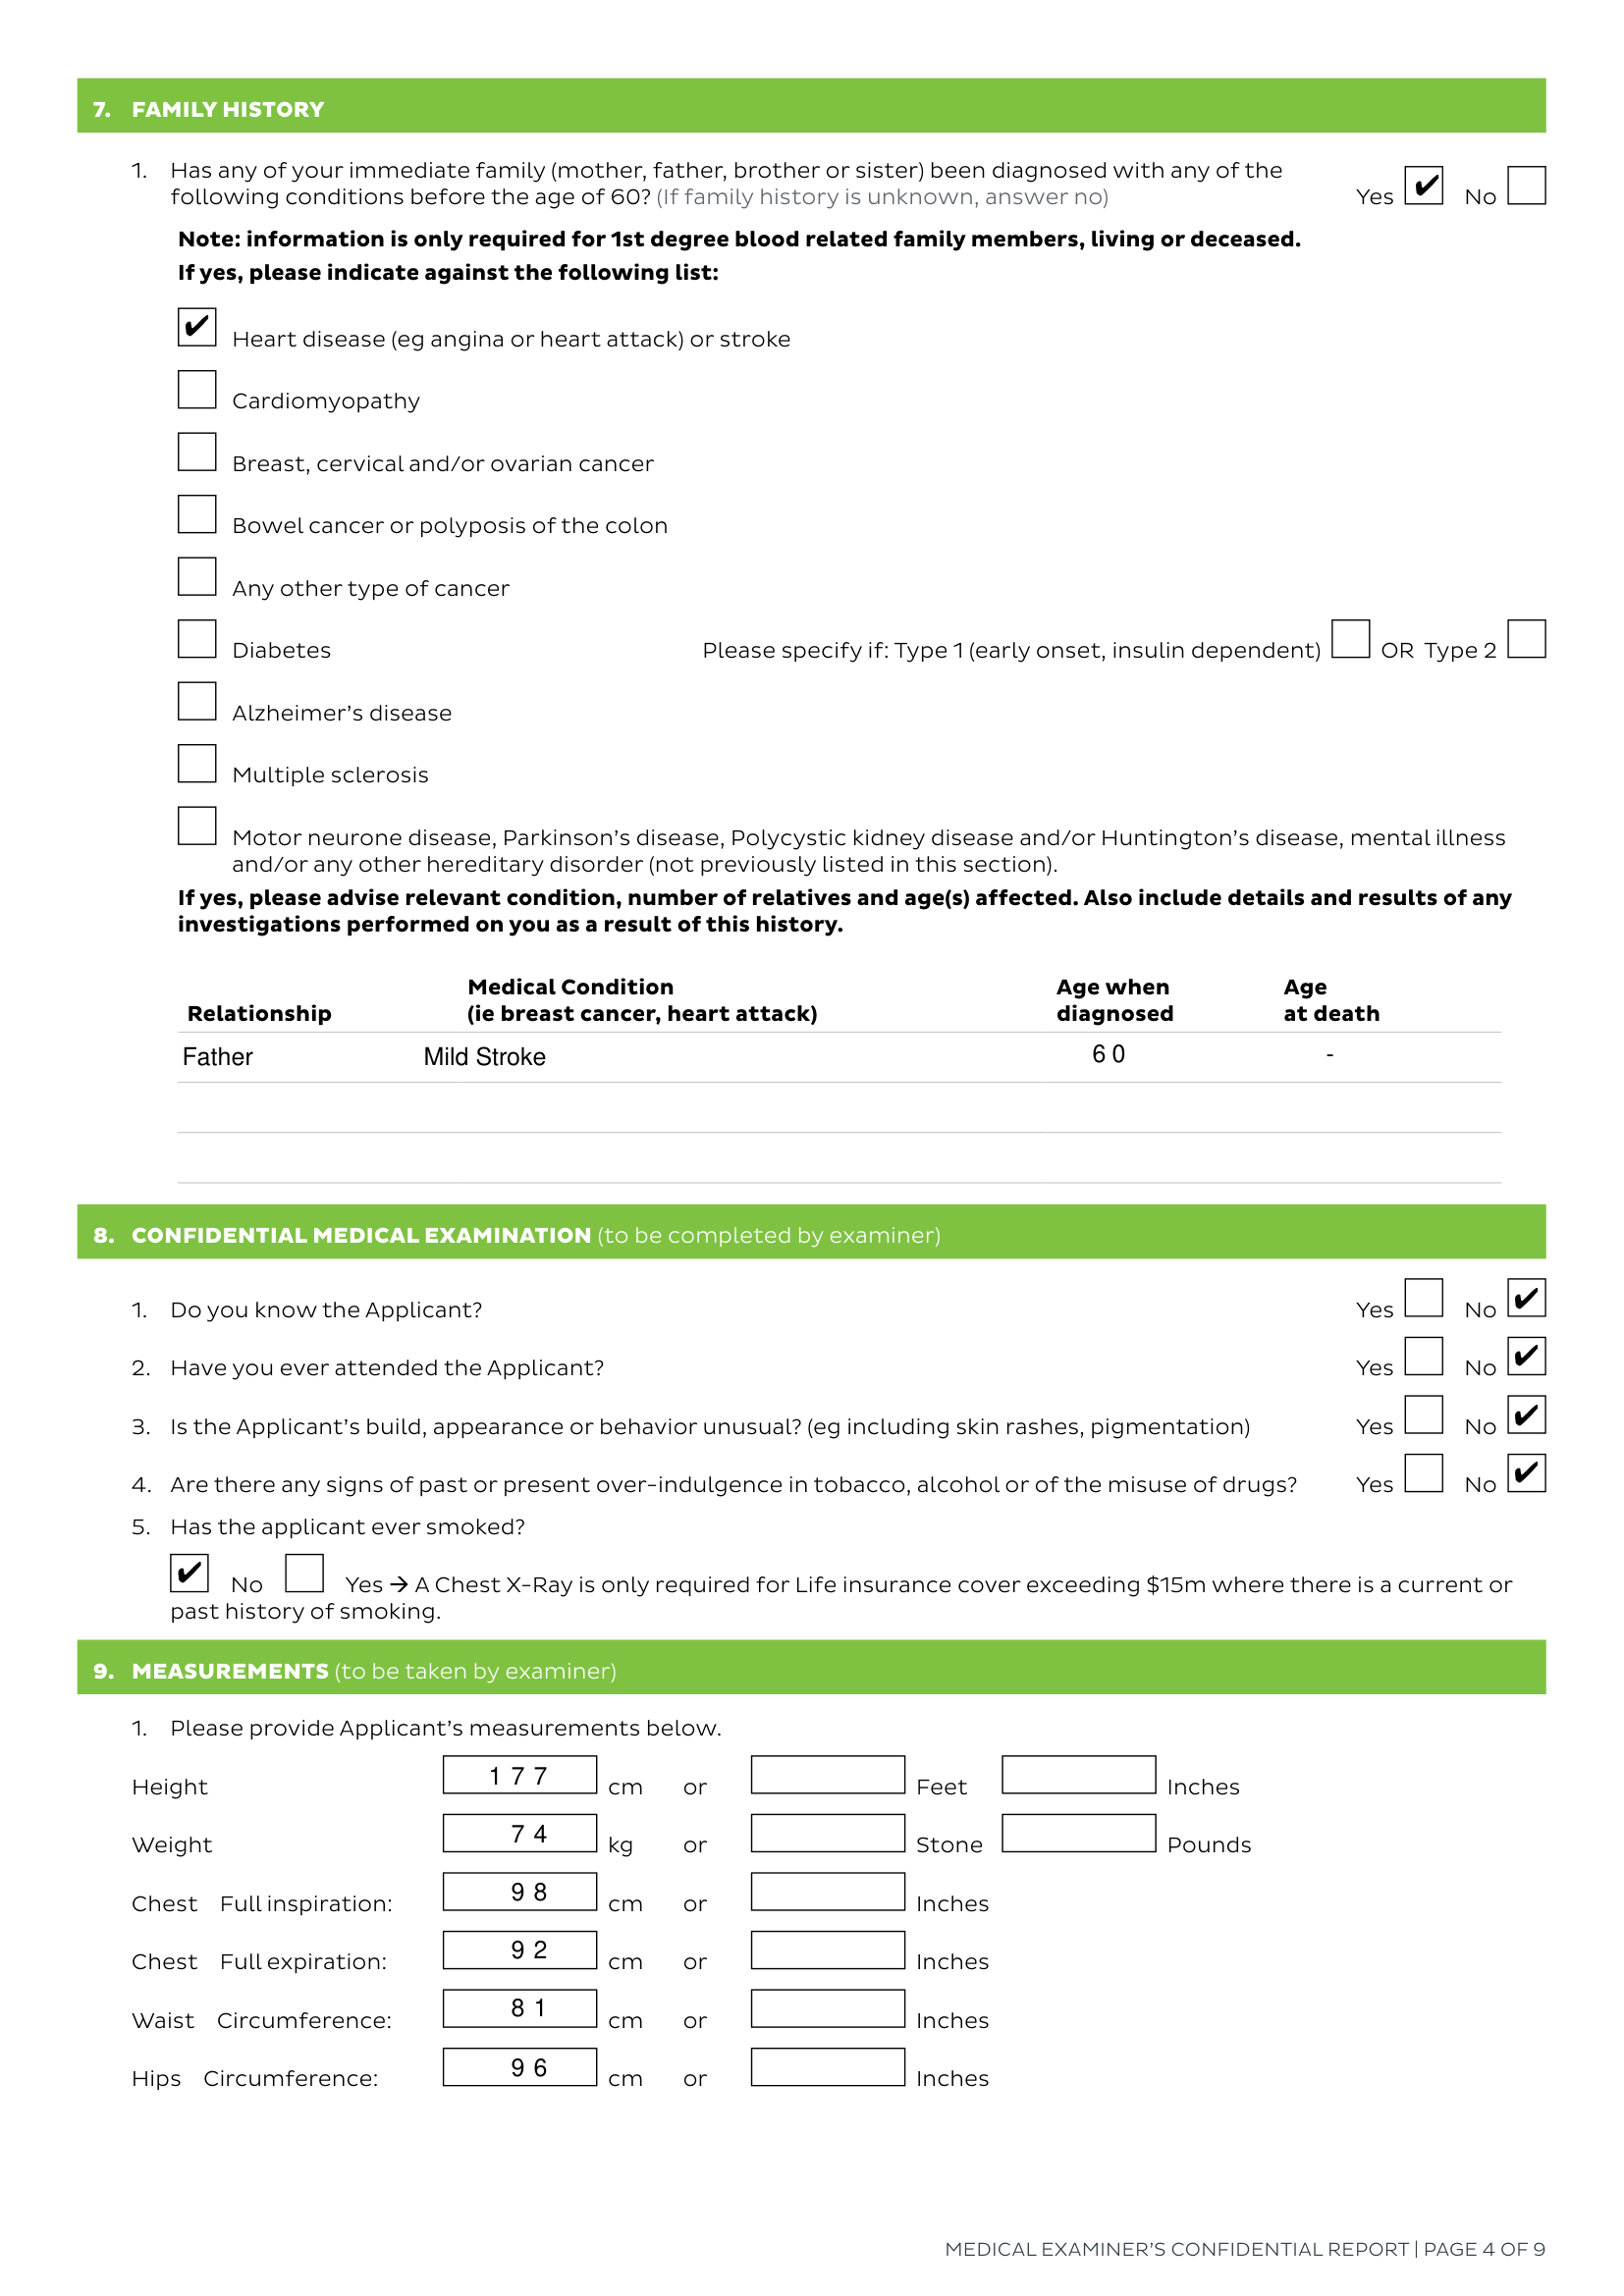 7. FAMILY HISTORY
1. Has any of your immediate family (mother, father, brother or sister) been diagnosed with any of the
following conditions before the age of 60? (If family history is unknown, answer no) Yes ✔ No
Note: information is only required for 1st degree blood related family members, living or deceased.
If yes, please indicate against the following list:
✔ Heart disease (eg angina or heart attack) or stroke
Cardiomyopathy
Breast, cervical and/or ovarian cancer
Bowel cancer or polyposis of the colon
Any other type of cancer
Diabetes Please specify if: Type 1 (early onset, insulin dependent) OR Type 2
Alzheimer's disease
Multiple sclerosis
Motor neurone disease, Parkinson's disease, Polycystic kidney disease and/or Huntington's disease, mental illness
and/or any other hereditary disorder (not previously listed in this section).
If yes, please advise relevant condition, number of relatives and age(s) affected. Also include details and results of any
investigations performed on you as a result of this history.
Medical Condition Age when Age
Relationship (ie breast cancer, heart attack) diagnosed at death
Father Mild Stroke 60 -
8. CONFIDENTIAL MEDICAL EXAMINATION (to be completed by examiner)
1. Do you know the Applicant? Yes No ✔
2. Have you ever attended the Applicant? Yes No ✔
3. Is the Applicant's build, appearance or behavior unusual? (eg including skin rashes, pigmentation) Yes No ✔
4. Are there any signs of past or present over-indulgence in tobacco, alcohol or of the misuse of drugs? Yes No ✔
5. Has the applicant ever smoked?
✔ No Yes → A Chest X-Ray is only required for Life insurance cover exceeding $15m where there is a current or
past history of smoking.
9. MEASUREMENTS (to be taken by examiner)
1. Please provide Applicant's measurements below.
Height 177 cm or Feet Inches
Weight 74 kg or Stone Pounds
Chest Full inspiration: 98 cm or Inches
Chest Full expiration: 92 cm or Inches
Waist Circumference: 81 cm or Inches
Hips Circumference: 96 cm or Inches
MEDICAL EXAMINER'S CONFIDENTIAL REPORT | PAGE 4 OF 9